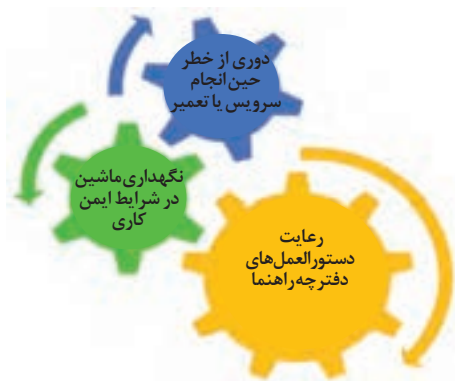 دوری از خطر
حین انجام
سرویس یا تعمیر
نگهداری ماشین
در شرایط ایمن
کاری
رعایت
دستورالعمل‌های
دفترچه راهنما